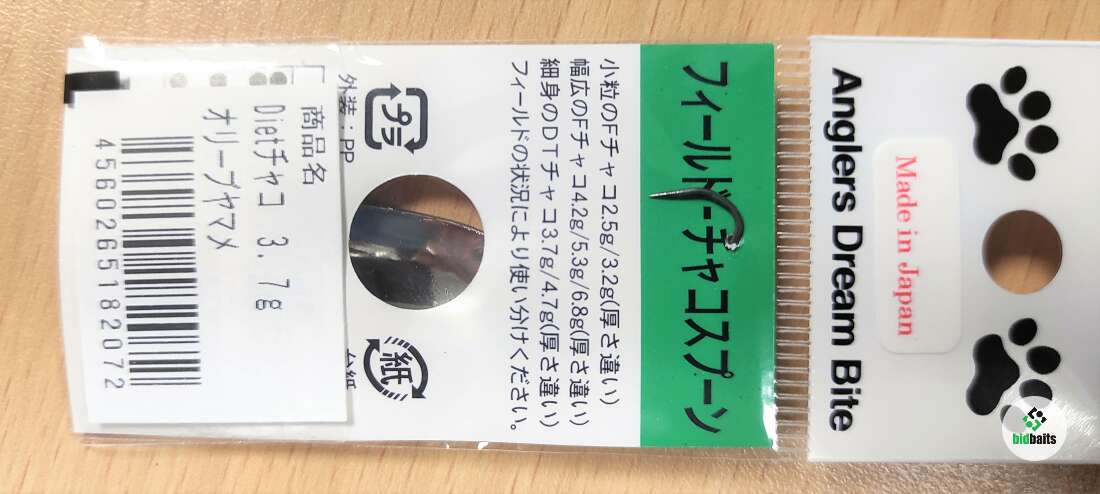 Anglers Dream Bite
Made in Japan
フィールド-チャコスプーン
小粒のFチャコ2.5g/3.2g(厚さ違い)
幅広のFチャコ4.2g/5.3g/6.8g(厚さ違い)
細身のDTチャコ3.7g/4.7g(厚さ違い)
フィールドの状況により使い分けください。
プラ
外装:PP
紙
商品名
Dietチャコ 3.7g
オリーブヤマメ
4560265182072
bidbaits